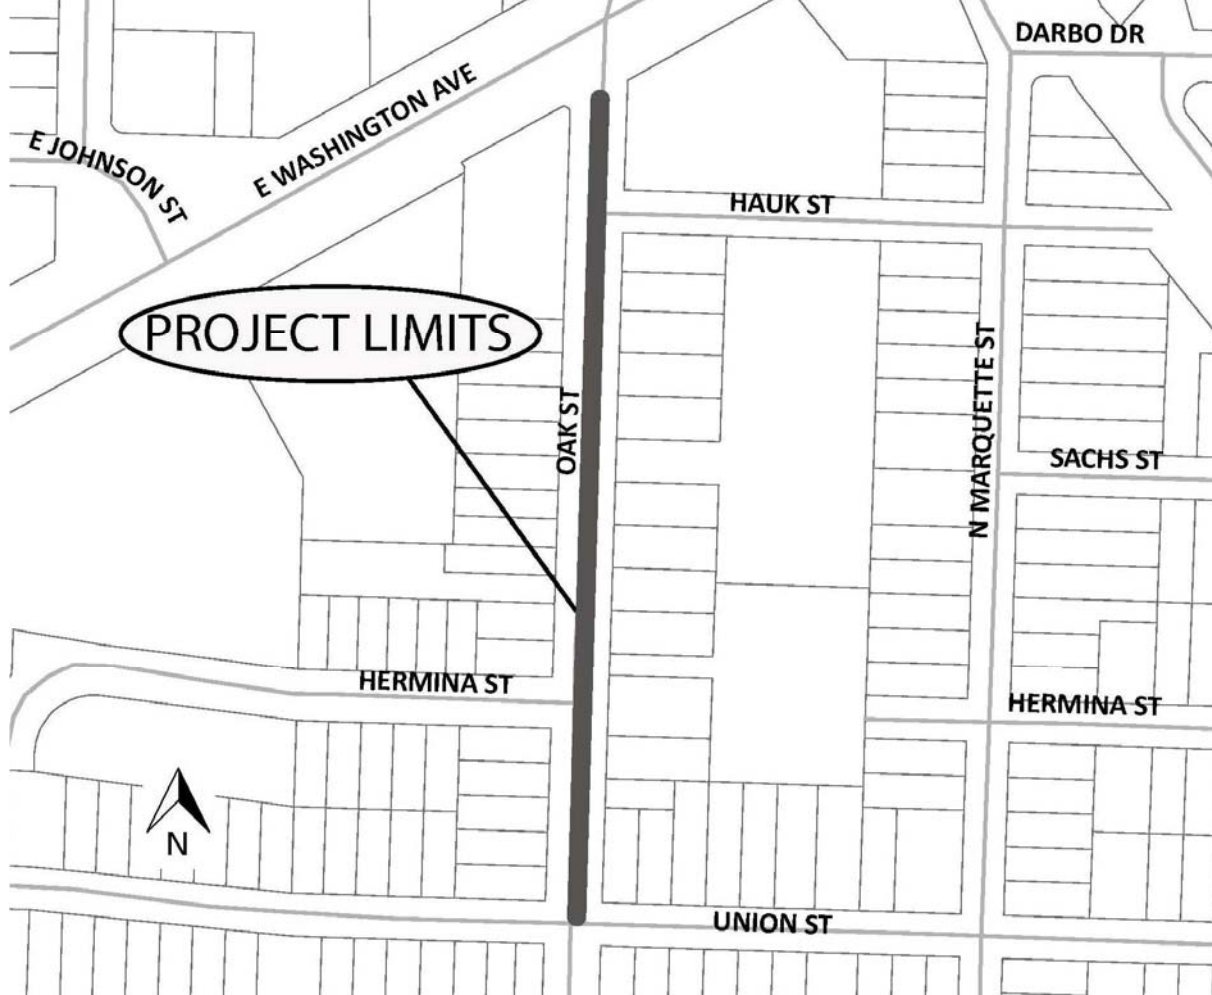 DARBO DR
E WASHINGTON AVE
E JOHNSON ST
HAUK ST
PROJECT LIMITS
OAK ST
N MARQUETTE ST
SACHS ST
HERMINA ST
HERMINA ST
N
UNION ST